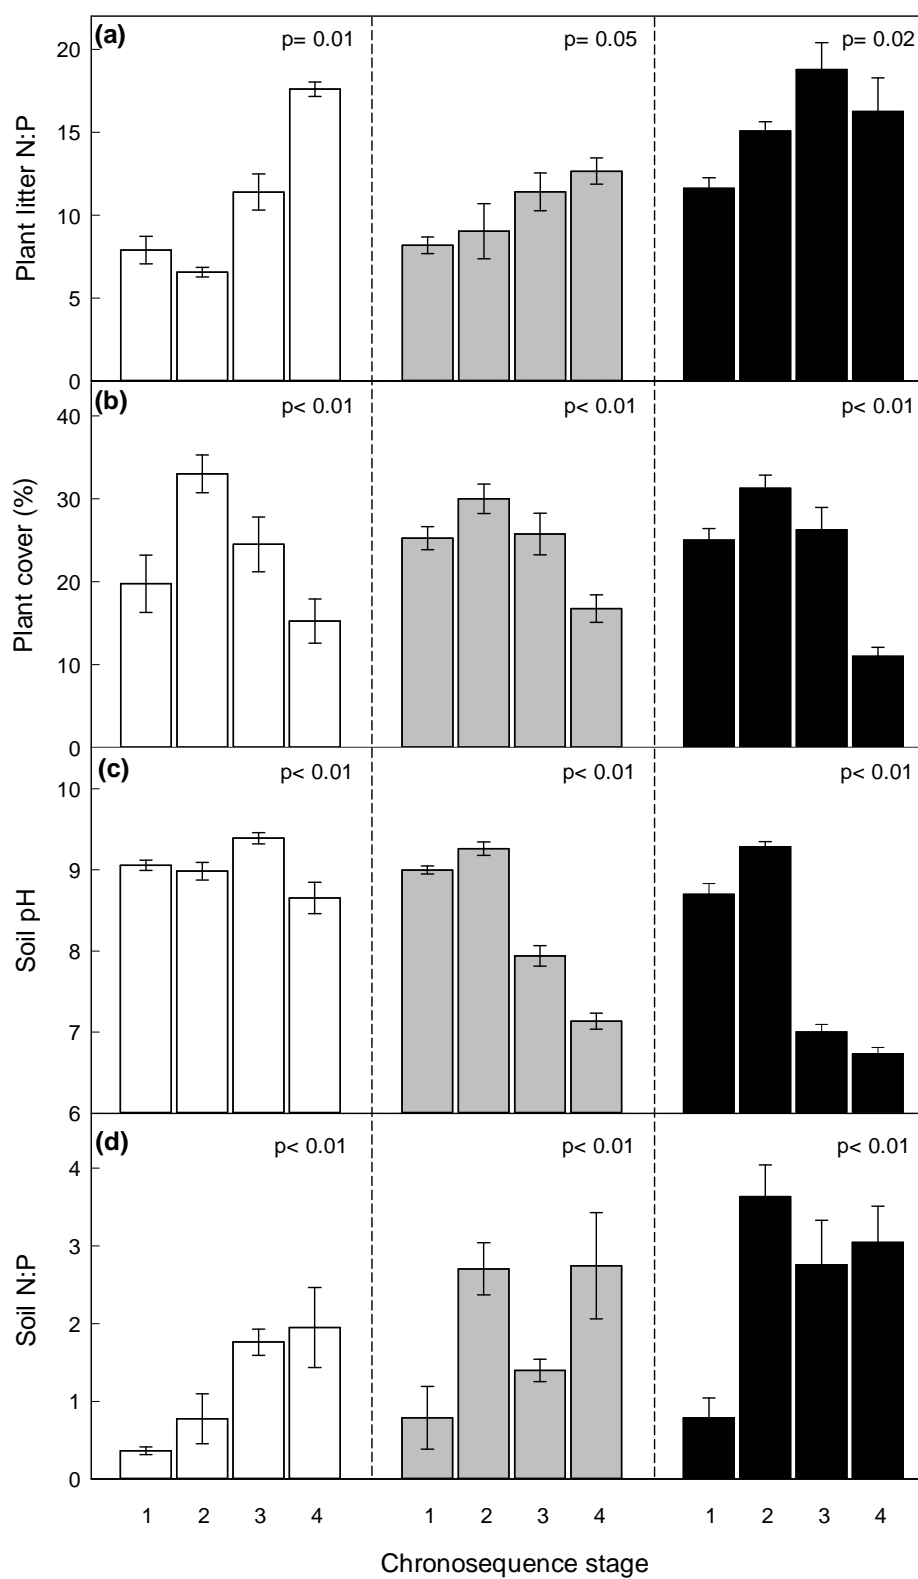 (a)
p= 0.01
p= 0.05
p= 0.02
20
15
10
5
0
Plant litter N:P
(b)
p< 0.01
p< 0.01
p< 0.01
40
30
20
10
0
Plant cover (%)
(c)
p< 0.01
p< 0.01
p< 0.01
10
9
8
7
6
Soil pH
(d)
p< 0.01
p< 0.01
p< 0.01
4
3
2
1
0
Soil N:P
1 2 3 4 1 2 3 4 1 2 3 4
Chronosequence stage